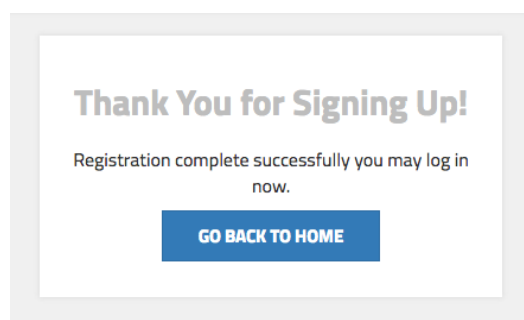 Thank You for Signing Up!
Registration complete successfully you may log in
now.
GO BACK TO HOME